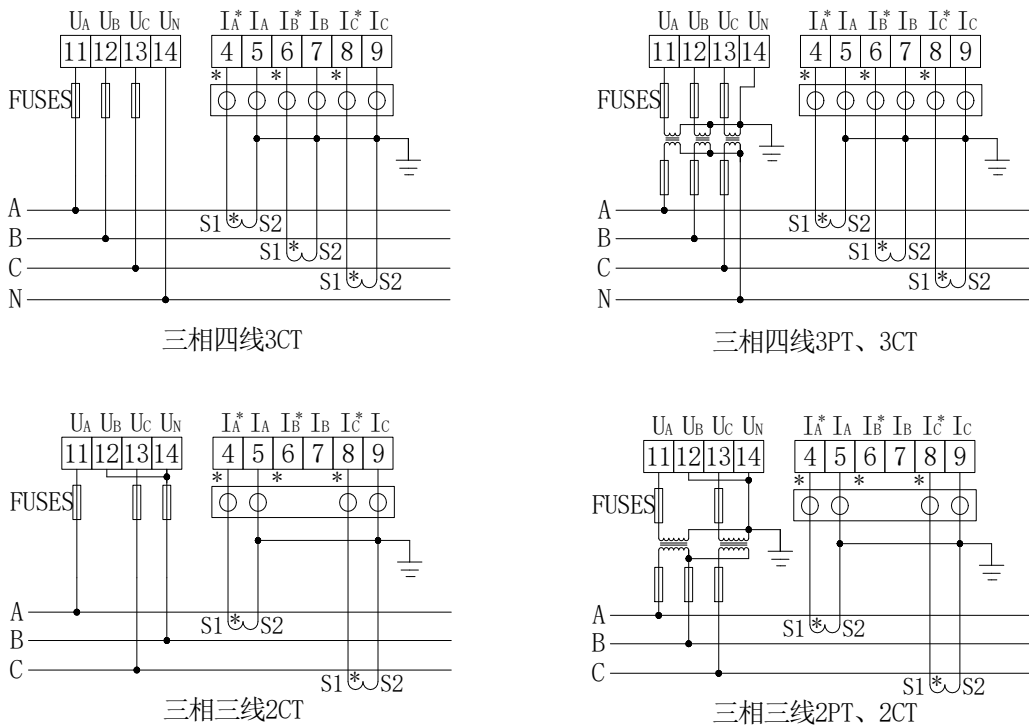 UA UB UC UN IA* IA IB* IB IC* IC
11 12 13 14 4 5 6 7 8 9
* * *
FUSES
A
S1 * S2
B
S1 * S2
C
S1 * S2
N
三相四线3CT
UA UB UC UN IA* IA IB* IB IC* IC
11 12 13 14 4 5 6 7 8 9
* * *
FUSES
A
S1 * S2
B
S1 * S2
C
S1 * S2
N
三相四线3PT、3CT
UA UB UC UN IA* IA IB* IB IC* IC
11 12 13 14 4 5 6 7 8 9
* * *
FUSES
A
S1 * S2
B
C
S1 * S2
三相三线2CT
UA UB UC UN IA* IA IB* IB IC* IC
11 12 13 14 4 5 6 7 8 9
* * *
FUSES
A
S1 * S2
B
C
S1 * S2
三相三线2PT、2CT